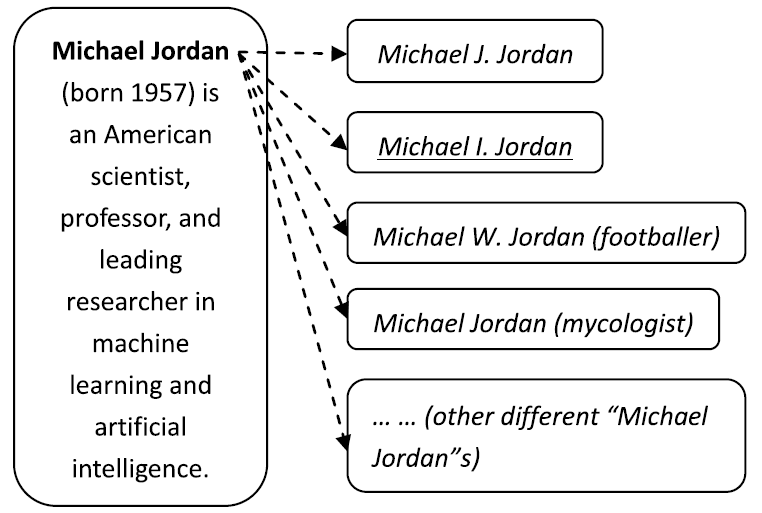 Michael Jordan
(born 1957) is
an American
scientist,
professor, and
leading
researcher in
machine
learning and
artificial
intelligence.
Michael J. Jordan
Michael I. Jordan
Michael W. Jordan (footballer)
Michael Jordan (mycologist)
… … (other different “Michael
Jordan”s)